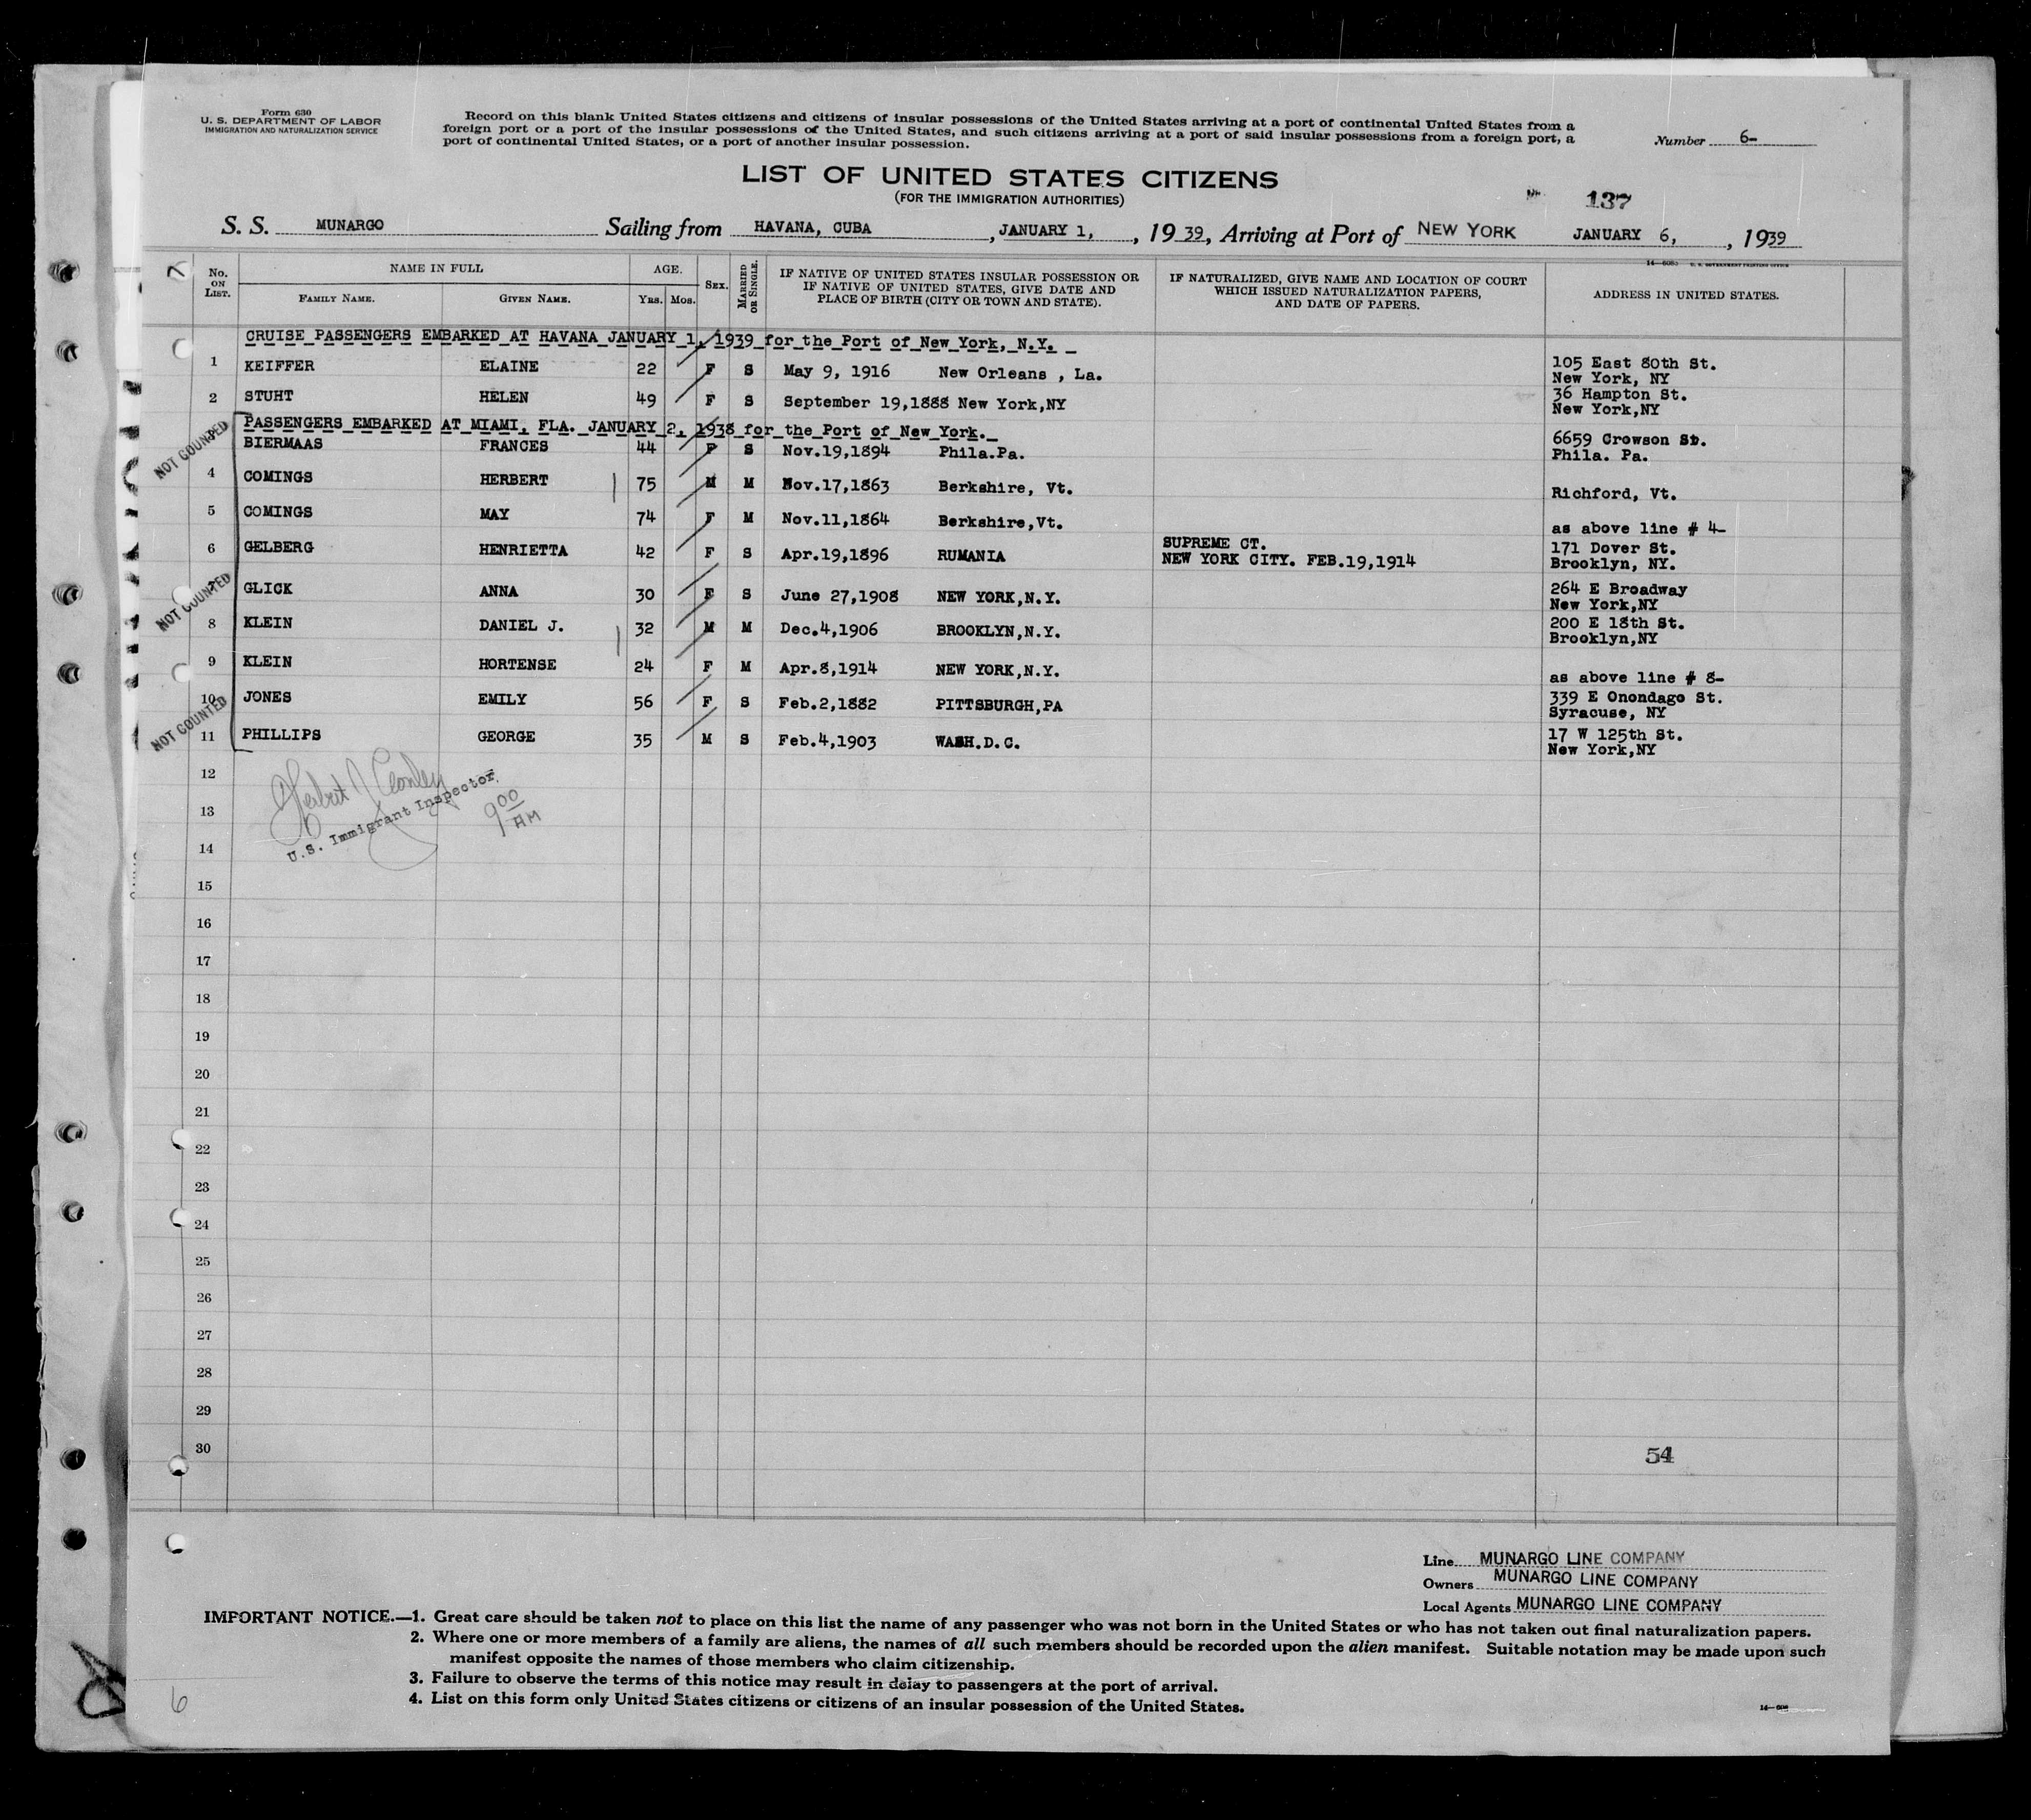 Form 630
U. S. DEPARTMENT OF LABOR
IMMIGRATION AND NATURALIZATION SERVICE
Record on this blank United States citizens and citizens of insular possessions of the United States arriving at a port of continental United States from a
foreign port or a port of the insular possessions of the United States, and such citizens arriving at a port of said insular possessions from a foreign port, a
port of continental United States, or a port of another insular possession.
Number 6-
LIST OF UNITED STATES CITIZENS
(FOR THE IMMIGRATION AUTHORITIES)
137
S. S. MUNARGO Sailing from HAVANA, CUBA, JANUARY 1, , 1939, Arriving at Port of NEW YORK JANUARY 6, , 1939
No. ON LIST. NAME IN FULL AGE. SEX. MARRIED OR SINGLE. IF NATIVE OF UNITED STATES INSULAR POSSESSION OR IF NATIVE OF UNITED STATES, GIVE DATE AND PLACE OF BIRTH (CITY OR TOWN AND STATE). IF NATURALIZED, GIVE NAME AND LOCATION OF COURT WHICH ISSUED NATURALIZATION PAPERS, AND DATE OF PAPERS. ADDRESS IN UNITED STATES.
FAMILY NAME. GIVEN NAME. Yrs. Mos.
CRUISE PASSENGERS EMBARKED AT HAVANA JANUARY 1, 1939 for the Port of New York, N.Y.
1 KEIFFER ELAINE 22 F S May 9, 1916 New Orleans , La. 105 East 80th St.
New York, NY
2 STUHT HELEN 49 F S September 19,1888 New York,NY 36 Hampton St.
New York,NY
PASSENGERS EMBARKED AT MIAMI, FLA. JANUARY 2, 1938 for the Port of New York.
NOT COUNTED
3 BIERMAAS FRANCES 44 F S Nov.19,1894 Phila.Pa. 6659 Crowson St.
Phila. Pa.
4 COMINGS HERBERT 75 M M Nov.17,1863 Berkshire, Vt. Richford, Vt.
5 COMINGS MAY 74 F M Nov.11,1864 Berkshire,Vt. as above line # 4-
6 GELBERG HENRIETTA 42 F S Apr.19,1896 RUMANIA SUPREME CT. 171 Dover St.
NEW YORK CITY. FEB.19,1914 Brooklyn, NY.
NOT COUNTED
7 GLICK ANNA 30 F S June 27,1908 NEW YORK,N.Y. 264 E Broadway
New York,NY
8 KLEIN DANIEL J. 32 M M Dec.4,1906 BROOKLYN,N.Y. 200 E 18th St.
Brooklyn,NY
9 KLEIN HORTENSE 24 F M Apr.8,1914 NEW YORK,N.Y. as above line # 8-
10 JONES EMILY 56 F S Feb.2,1882 PITTSBURGH,PA 339 E Onondago St.
Syracuse, NY
NOT COUNTED
11 PHILLIPS GEORGE 35 M S Feb.4,1903 WASH.D.C. 17 W 125th St.
New York,NY
12
U.S. Immigrant Inspector
9 00 AM
13
14
15
16
17
18
19
20
21
22
23
24
25
26
27
28
29
30
54
Line MUNARGO LINE COMPANY
Owners MUNARGO LINE COMPANY
Local Agents MUNARGO LINE COMPANY
IMPORTANT NOTICE.—1. Great care should be taken not to place on this list the name of any passenger who was not born in the United States or who has not taken out final naturalization papers.
2. Where one or more members of a family are aliens, the names of all such members should be recorded upon the alien manifest. Suitable notation may be made upon such
manifest opposite the names of those members who claim citizenship.
3. Failure to observe the terms of this notice may result in delay to passengers at the port of arrival.
4. List on this form only United States citizens or citizens of an insular possession of the United States.
6